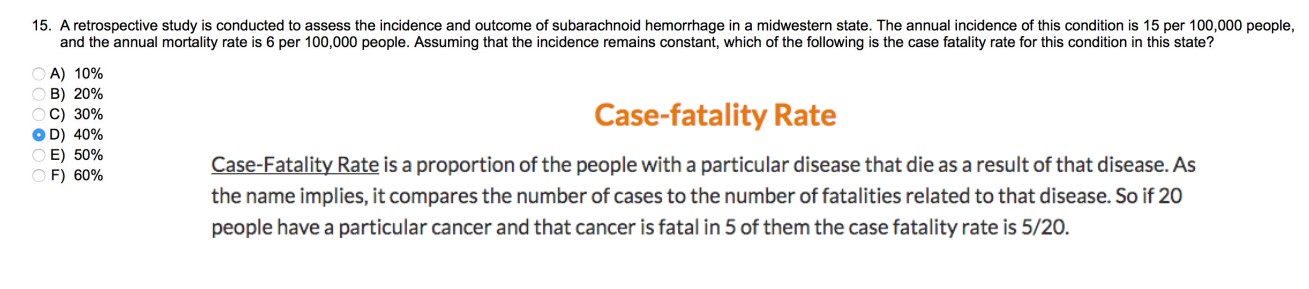 15. A retrospective study is conducted to assess the incidence and outcome of subarachnoid hemorrhage in a midwestern state. The annual incidence of this condition is 15 per 100,000 people,
and the annual mortality rate is 6 per 100,000 people. Assuming that the incidence remains constant, which of the following is the case fatality rate for this condition in this state?
A) 10%
B) 20%
C) 30%
D) 40%
E) 50%
F) 60%
Case-fatality Rate
Case-Fatality Rate is a proportion of the people with a particular disease that die as a result of that disease. As
the name implies, it compares the number of cases to the number of fatalities related to that disease. So if 20
people have a particular cancer and that cancer is fatal in 5 of them the case fatality rate is 5/20.